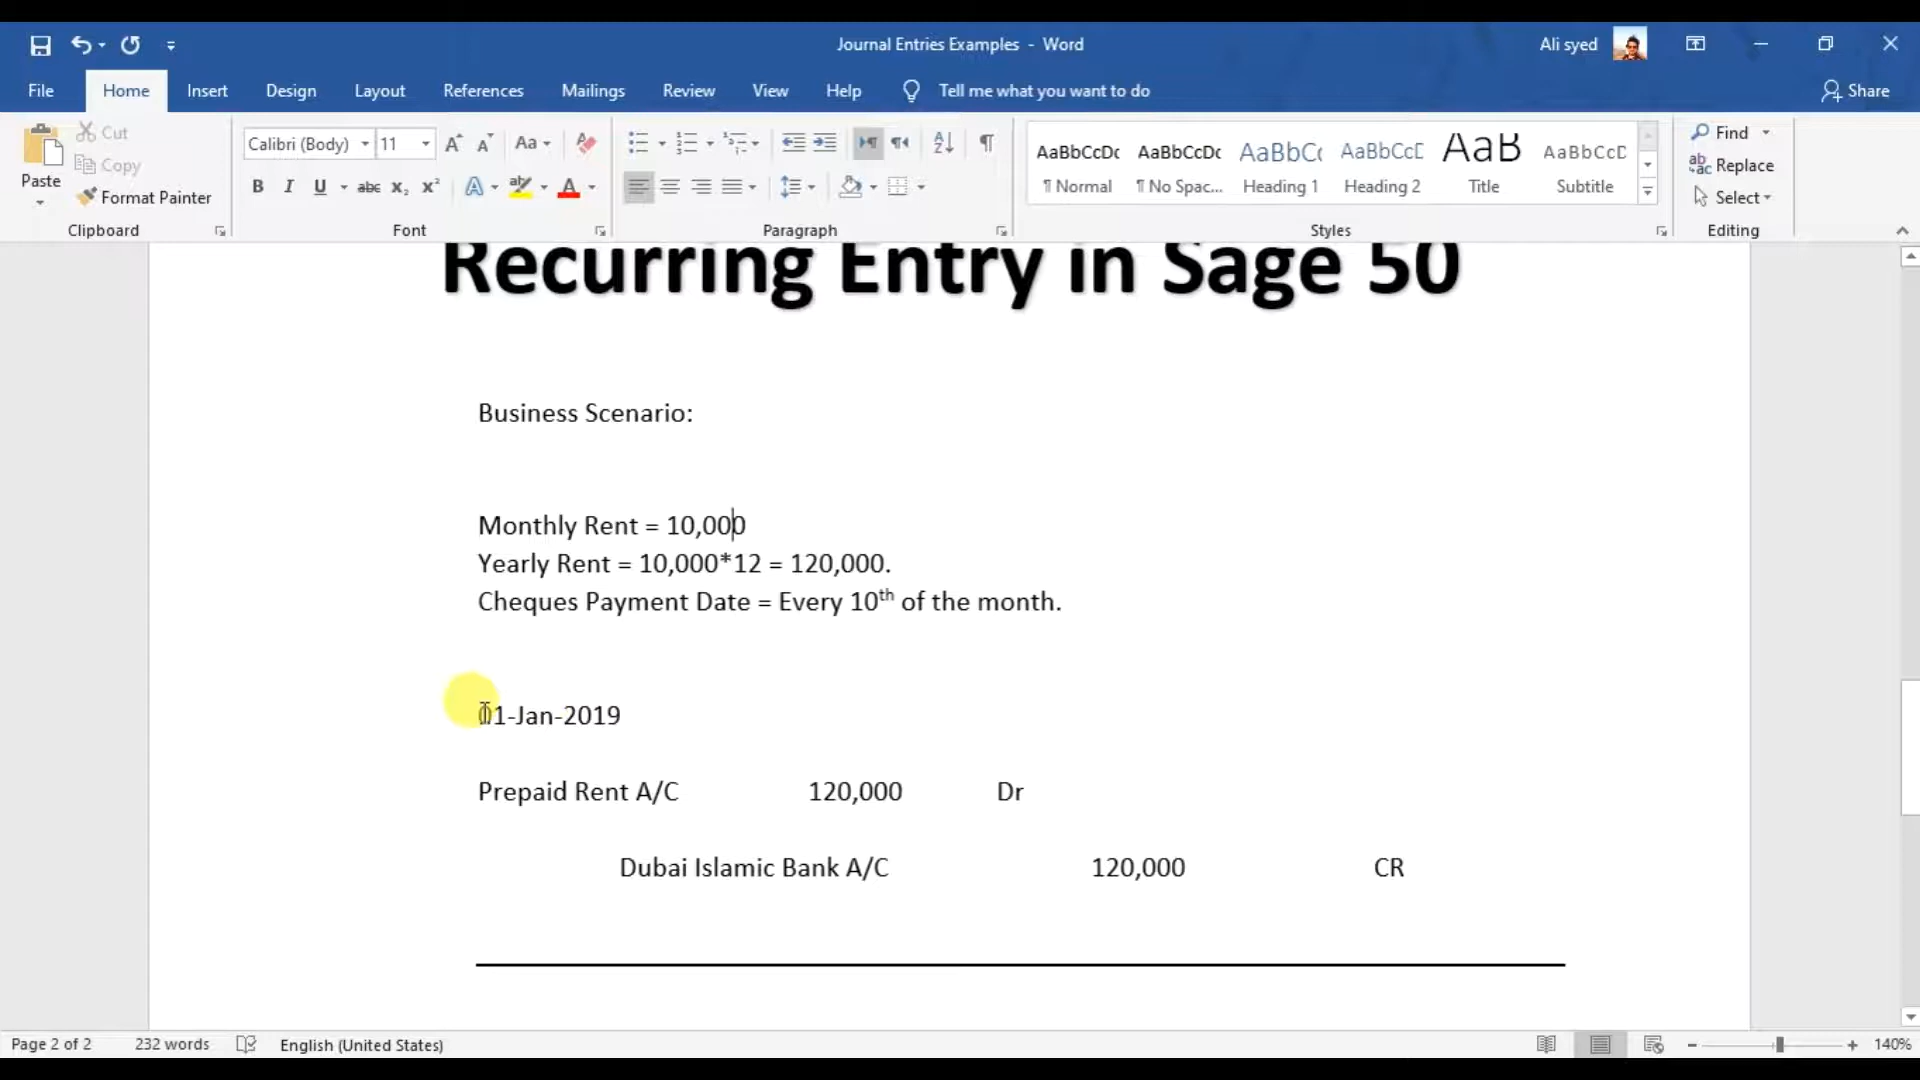 Journal Entries Examples - Word
Ali syed
File Home Insert Design Layout References Mailings Review View Help Tell me what you want to do Share
Paste
Cut
Copy
Format Painter
Clipboard
Calibri (Body) 11
Font
Paragraph
AaBbCcDc AaBbCcDc AaBbC AaBbCcC AaB AaBbCcC
¶ Normal ¶ No Spac... Heading 1 Heading 2 Title Subtitle
Styles
Find
Replace
Select
Editing
Recurring Entry in Sage 50
Business Scenario:
Monthly Rent = 10,000
Yearly Rent = 10,000*12 = 120,000.
Cheques Payment Date = Every 10th of the month.
01-Jan-2019
Prepaid Rent A/C 120,000 Dr
Dubai Islamic Bank A/C 120,000 CR
Page 2 of 2 232 words English (United States) 140%